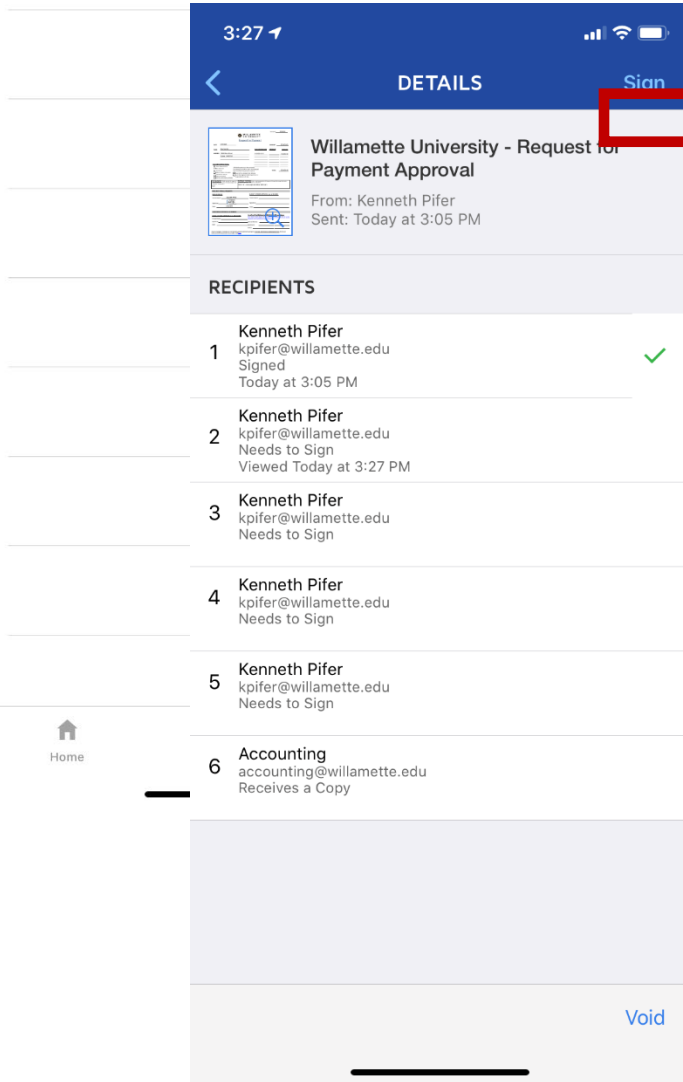 3:27
DETAILS
Sign
Willamette University - Request for
Payment Approval
From: Kenneth Pifer
Sent: Today at 3:05 PM
RECIPIENTS
1
Kenneth Pifer
kpifer@willamette.edu
Signed
Today at 3:05 PM
2
Kenneth Pifer
kpifer@willamette.edu
Needs to Sign
Viewed Today at 3:27 PM
3
Kenneth Pifer
kpifer@willamette.edu
Needs to Sign
4
Kenneth Pifer
kpifer@willamette.edu
Needs to Sign
5
Kenneth Pifer
kpifer@willamette.edu
Needs to Sign
6
Accounting
accounting@willamette.edu
Receives a Copy
Home
Void